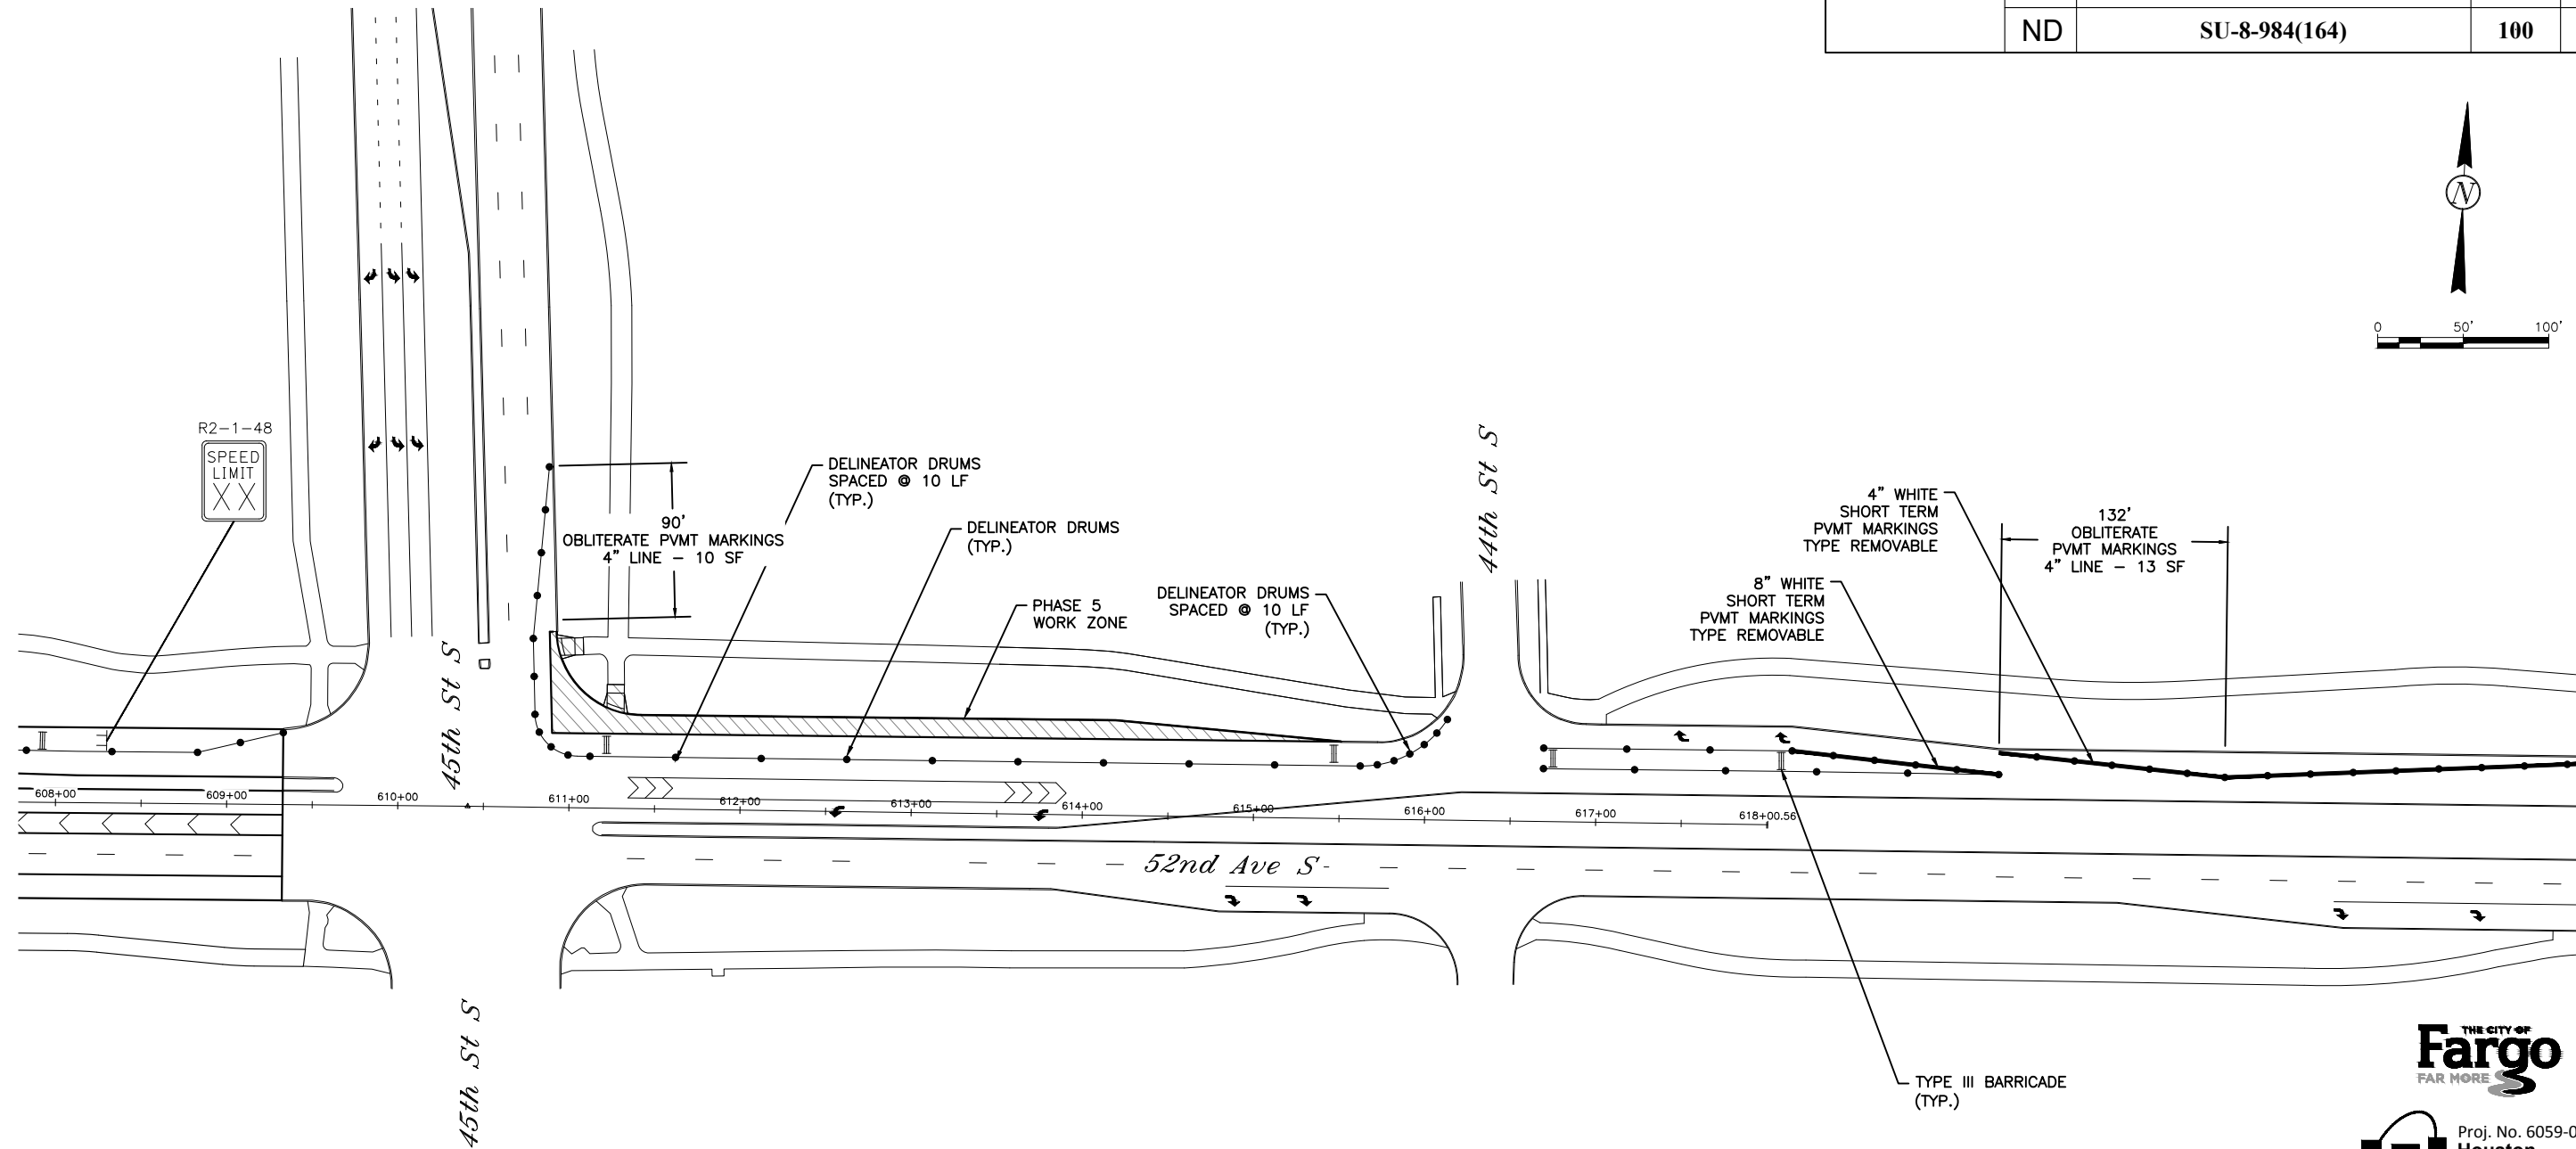 ND SU-8-984(164) 100
N
0 50' 100'
R2-1-48
SPEED
LIMIT
XX
DELINEATOR DRUMS
SPACED @ 10 LF
(TYP.)
90'
OBLITERATE PVMT MARKINGS
4" LINE - 10 SF
DELINEATOR DRUMS
(TYP.)
PHASE 5
WORK ZONE
DELINEATOR DRUMS
SPACED @ 10 LF
(TYP.)
44th St S
4" WHITE
SHORT TERM
PVMT MARKINGS
TYPE REMOVABLE
132'
OBLITERATE
PVMT MARKINGS
4" LINE - 13 SF
8" WHITE
SHORT TERM
PVMT MARKINGS
TYPE REMOVABLE
45th St S
608+00 609+00 610+00 611+00 612+00 613+00 614+00 615+00 616+00 617+00 618+00.56
52nd Ave S
45th St S
TYPE III BARRICADE
(TYP.)
THE CITY OF
Fargo
FAR MORE
Proj. No. 6059-0
Houston